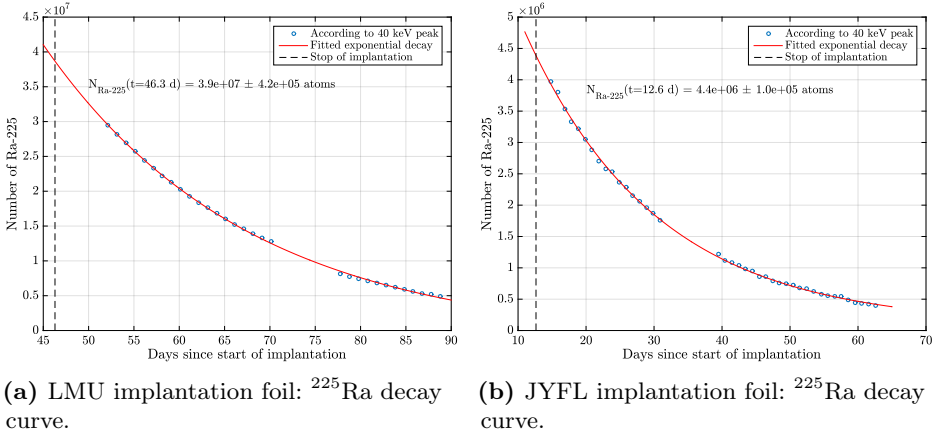 ×10^7
4.5
4
3.5
3
2.5
2
1.5
1
0.5
0
Number of Ra-225
According to 40 keV peak
Fitted exponential decay
Stop of implantation
N_Ra-225(t=46.3 d) = 3.9e+07 ± 4.2e+05 atoms
45 50 55 60 65 70 75 80 85 90
Days since start of implantation
(a) LMU implantation foil: ^225Ra decay
curve.
×10^6
5
4.5
4
3.5
3
2.5
2
1.5
1
0.5
0
Number of Ra-225
According to 40 keV peak
Fitted exponential decay
Stop of implantation
N_Ra-225(t=12.6 d) = 4.4e+06 ± 1.0e+05 atoms
10 20 30 40 50 60 70
Days since start of implantation
(b) JYFL implantation foil: ^225Ra decay
curve.